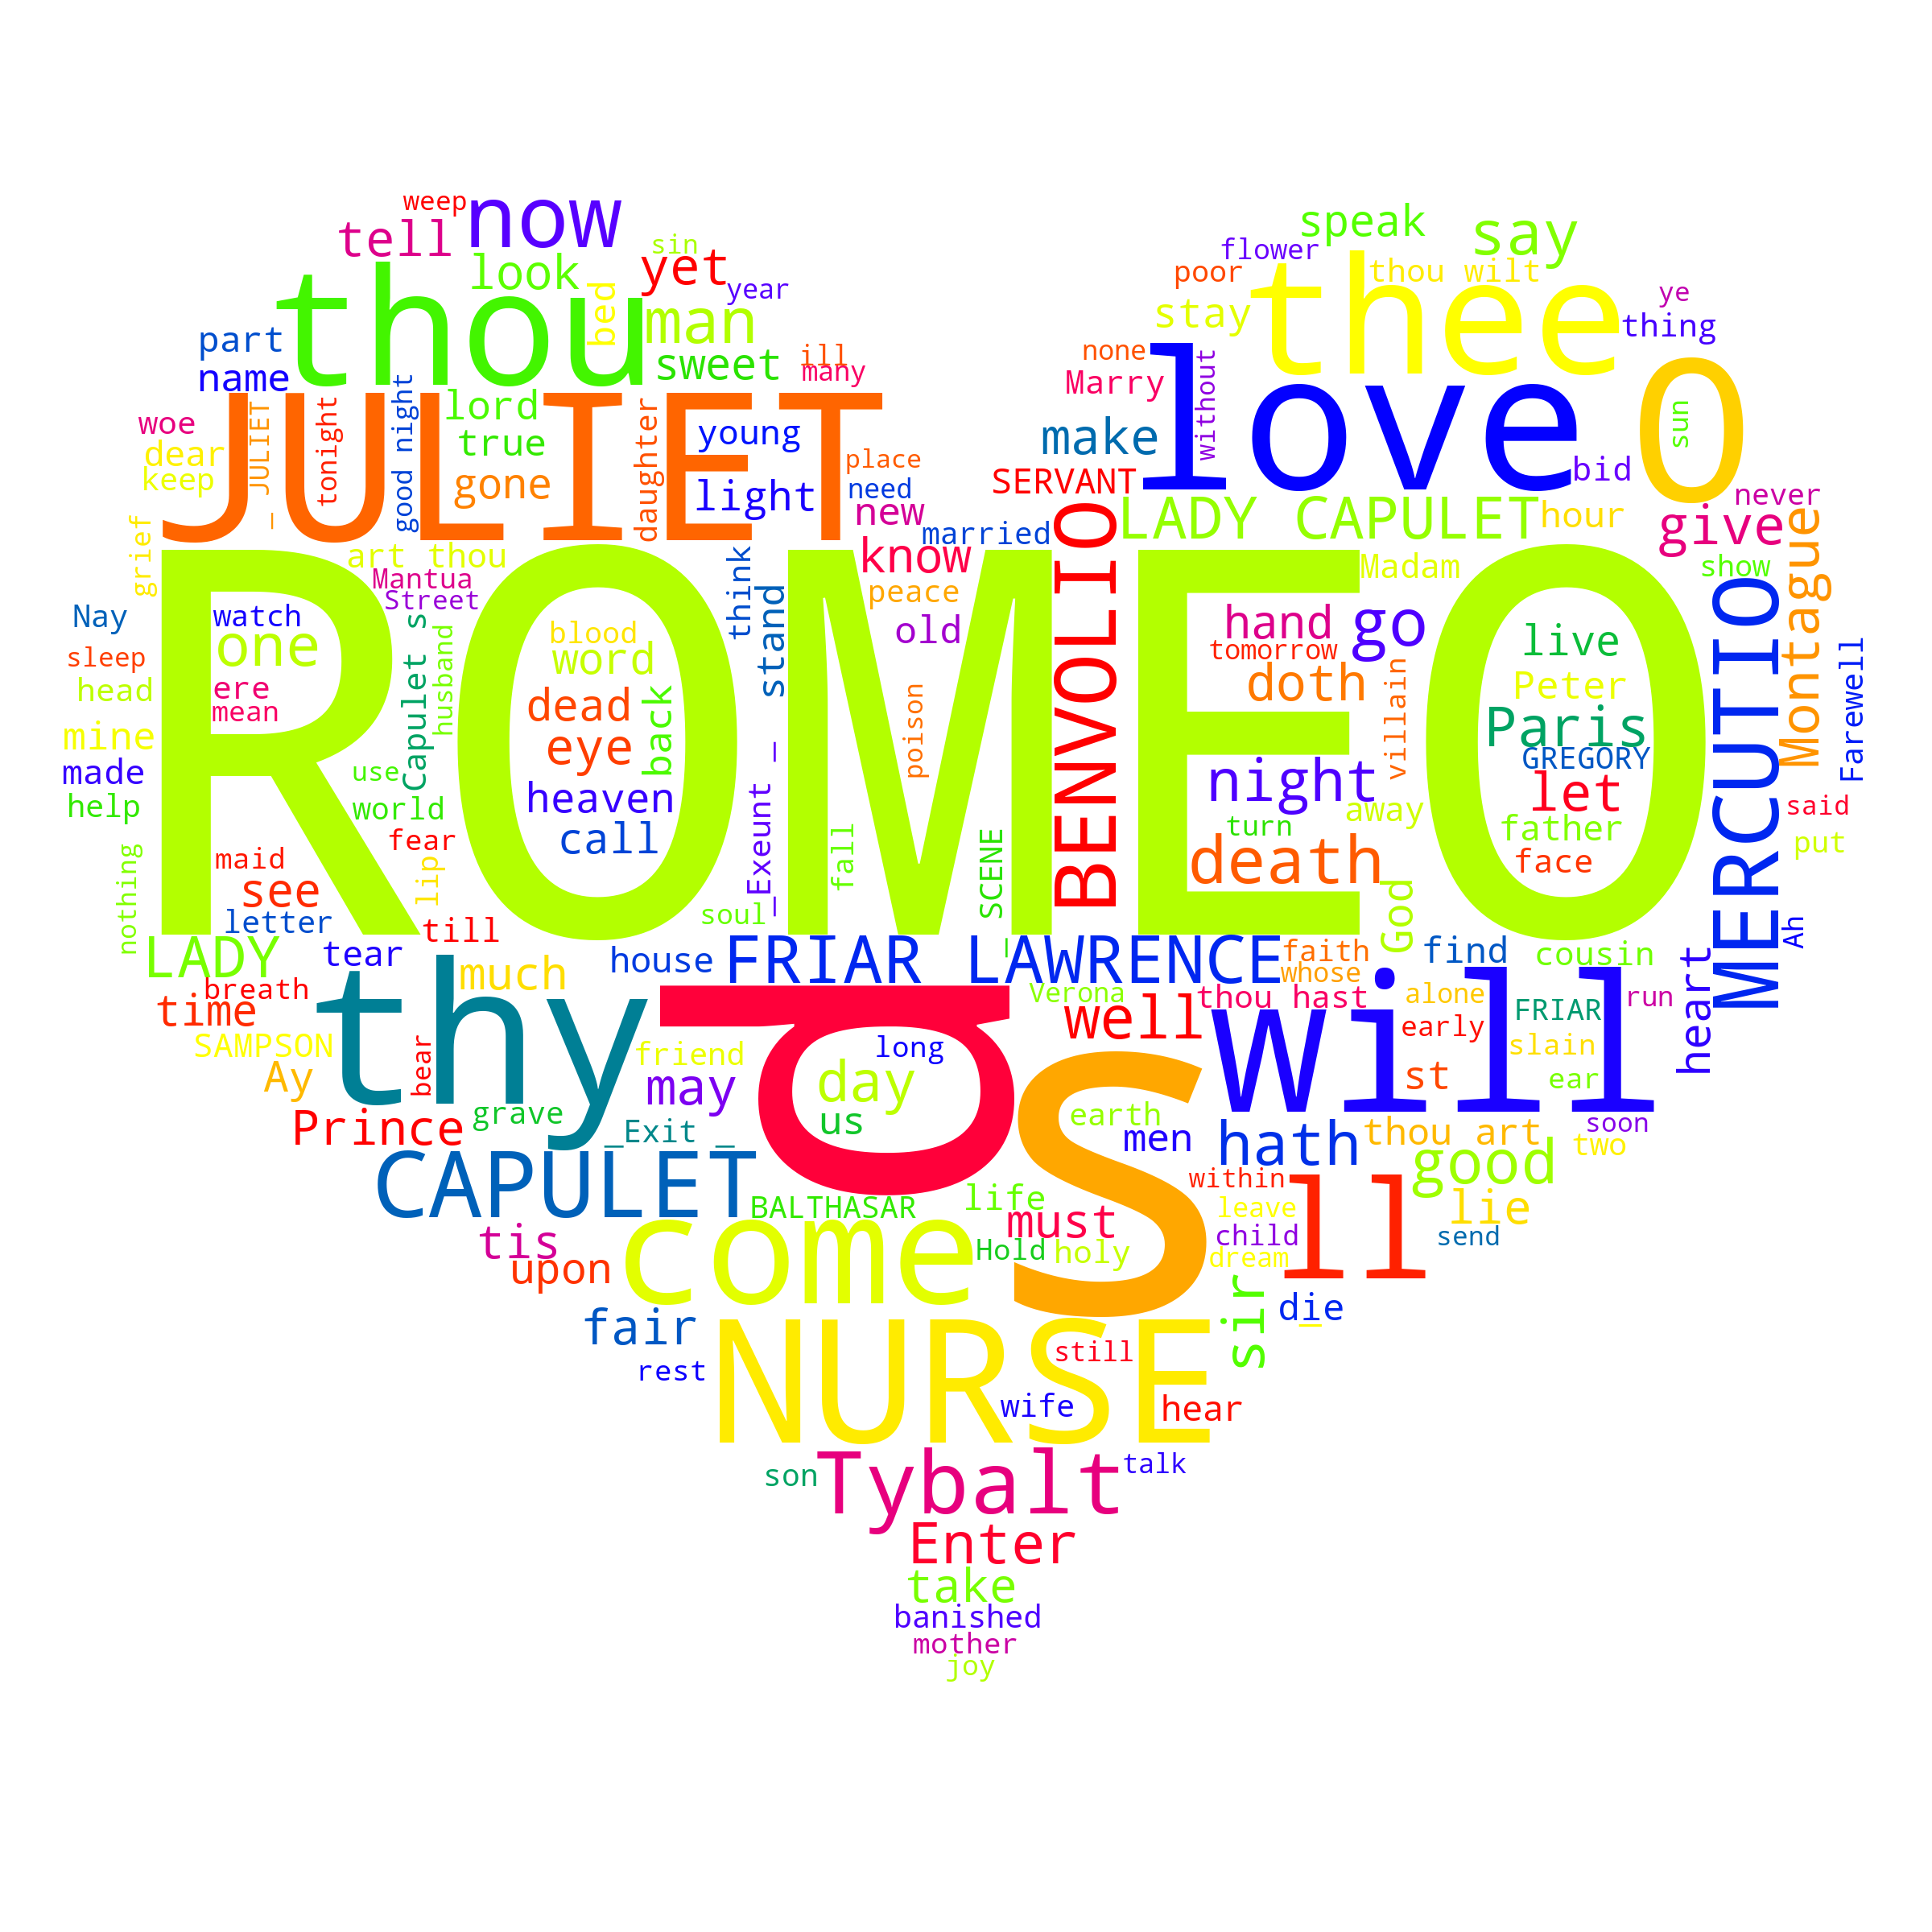 weep
now
tell
sin
speak
say
flower
look
yet
thou
bed
year
poor
thou wilt
thee
man
stay
ye
part
thing
sweet
ill
many
none
love
name
Marry
without
O
JULIET
tonight
good night
lord
daughter
woe
JULIET
true
young
make
sun
dear
place
keep
gone
light
need
SERVANT
bid
never
new
married
LADY CAPULET
hour
give
grief
art thou
know
BENVOLIO
Madam
show
Montague
Mantua
think
peace
Street
stand
ROMEO
Nay
watch
Capulet s
husband
blood
old
hand
go
live
MERCUTIO
one
word
tomorrow
sleep
head
ere
dead
back
poison
doth
villain
Peter
Farewell
mean
mine
eye
Paris
GREGORY
made
use
heaven
_Exeunt _ _
night
let
help
world
fall
SCENE _
away
said
fear
call
turn
father
put
nothing
maid
lip
death
face
see
God
letter
till
soul
Ah
LADY
tear
house
FRIAR LAWRENCE
faith
find
cousin
heart
much
whose
breath
thy
Verona
thou hast
will
alone
FRIAR
run
time
q
well
early
SAMPSON
bear
friend
long
S
slain
Ay
may
day
st
ear
Prince
grave
us
earth
soon
_Exit _
men
hath
thou art
two
CAPULET
good
within
ll
BALTHASAR
life
leave
lie
tis
come
must
child
send
Hold
holy
dream
upon
sir
die
fair
NURSE
still
rest
wife
hear
Tybalt
talk
son
Enter
take
banished
mother
joy